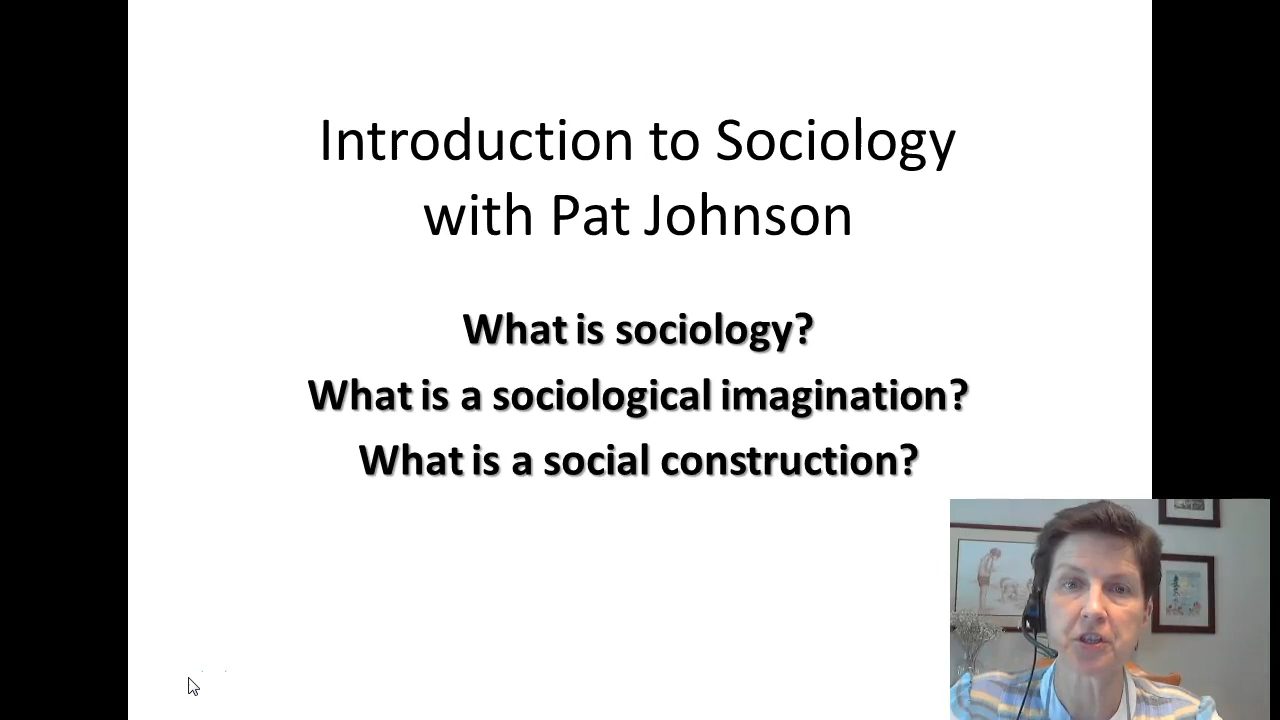 Introduction to Sociology
with Pat Johnson
What is sociology?
What is a sociological imagination?
What is a social construction?